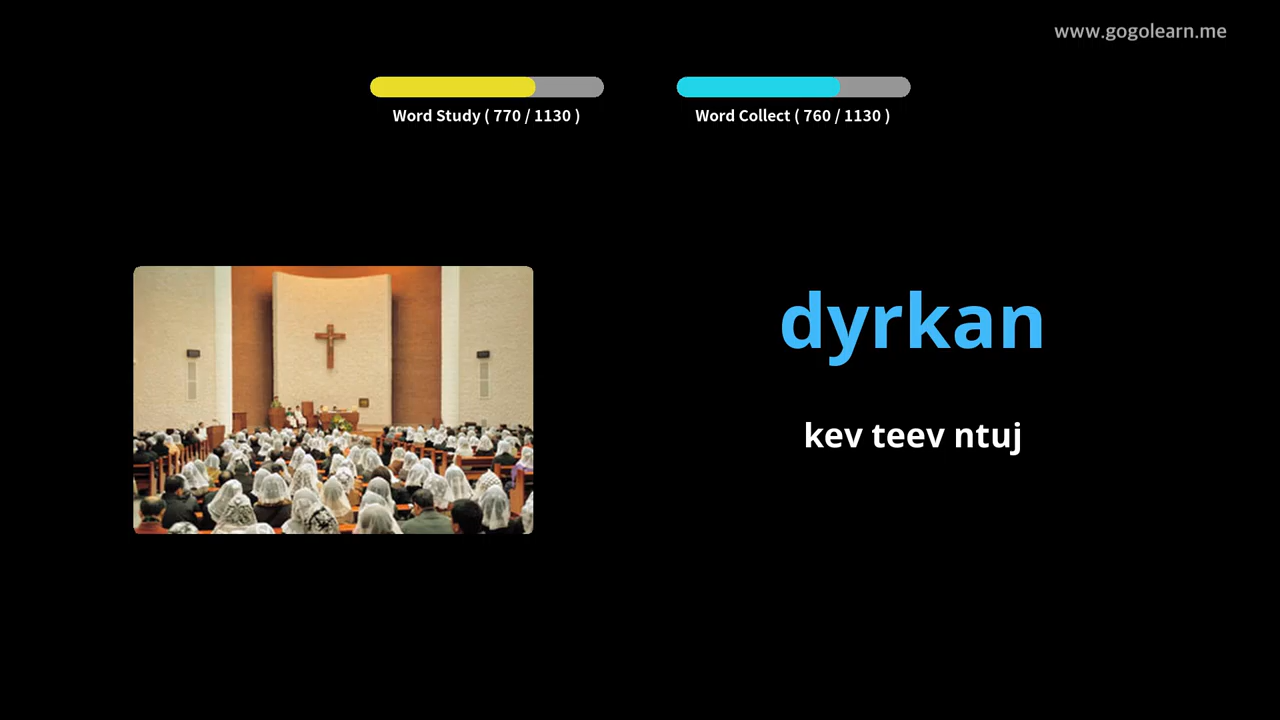 www.gogolearn.me
Word Study ( 770 / 1130 )
Word Collect ( 760 / 1130 )
dyrkan
kev teev ntuj